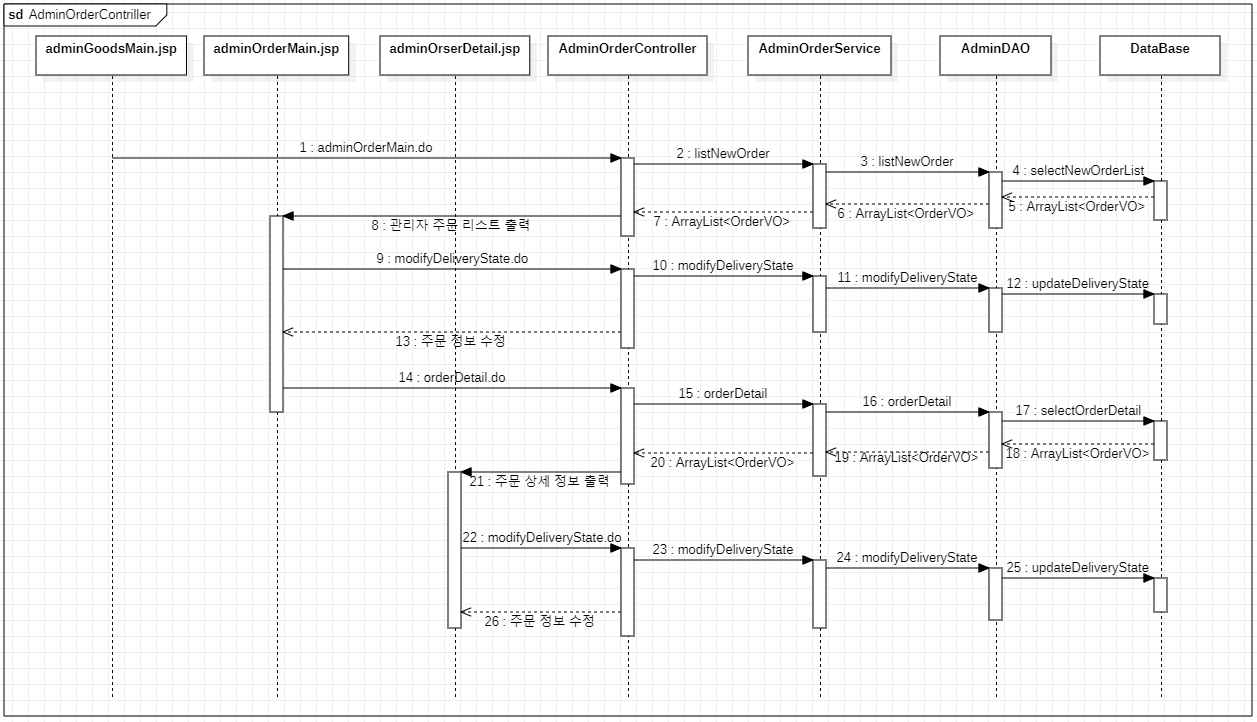 sd AdminOrderContriller
adminGoodsMain.jsp
adminOrderMain.jsp
adminOrserDetail.jsp
AdminOrderController
AdminOrderService
AdminDAO
DataBase
1 : adminOrderMain.do
2 : listNewOrder
3 : listNewOrder
4 : selectNewOrderList
5 : ArrayList<OrderVO>
6 : ArrayList<OrderVO>
7 : ArrayList<OrderVO>
8 : 관리자 주문 리스트 출력
9 : modifyDeliveryState.do
10 : modifyDeliveryState
11 : modifyDeliveryState
12 : updateDeliveryState
13 : 주문 정보 수정
14 : orderDetail.do
15 : orderDetail
16 : orderDetail
17 : selectOrderDetail
18 : ArrayList<OrderVO>
19 : ArrayList<OrderVO>
20 : ArrayList<OrderVO>
21 : 주문 상세 정보 출력
22 : modifyDeliveryState.do
23 : modifyDeliveryState
24 : modifyDeliveryState
25 : updateDeliveryState
26 : 주문 정보 수정